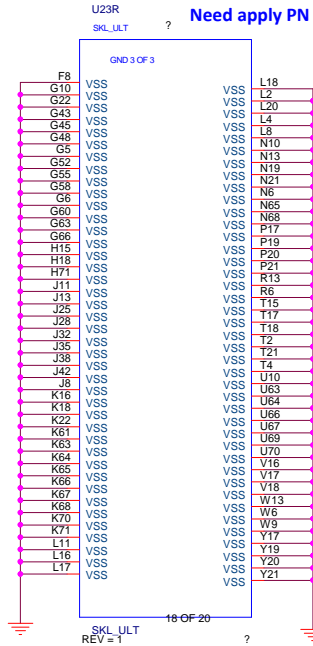 U23R
Need apply PN
SKL_ULT ?
GND 3 OF 3
F8 VSS VSS L18
G10 VSS VSS L2
G22 VSS VSS L20
G43 VSS VSS L4
G45 VSS VSS L8
G48 VSS VSS N10
G5 VSS VSS N13
G52 VSS VSS N19
G55 VSS VSS N21
G58 VSS VSS N6
G6 VSS VSS N65
G60 VSS VSS N68
G63 VSS VSS P17
G66 VSS VSS P19
H15 VSS VSS P20
H18 VSS VSS P21
H71 VSS VSS R13
J11 VSS VSS R6
J13 VSS VSS T15
J25 VSS VSS T17
J28 VSS VSS T18
J32 VSS VSS T2
J35 VSS VSS T21
J38 VSS VSS T4
J42 VSS VSS U10
J8 VSS VSS U63
K16 VSS VSS U64
K18 VSS VSS U66
K22 VSS VSS U67
K61 VSS VSS U69
K63 VSS VSS U70
K64 VSS VSS V16
K65 VSS VSS V17
K66 VSS VSS V18
K67 VSS VSS W13
K68 VSS VSS W6
K70 VSS VSS W9
K71 VSS VSS Y17
L11 VSS VSS Y19
L16 VSS VSS Y20
L17 VSS VSS Y21
18 OF 20
SKL_ULT
REV = 1 ?